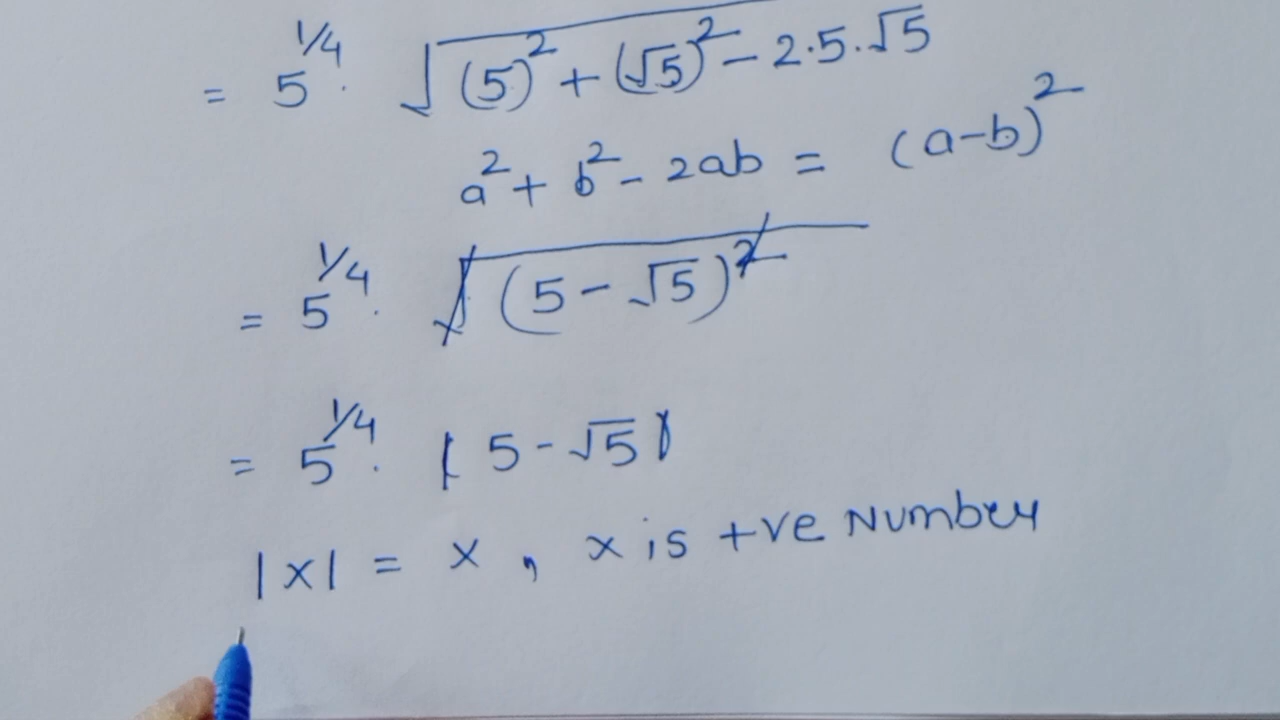 = 5^{1/4} · √((5)² + (√5)² - 2·5·√5
a² + b² - 2ab = (a-b)²
= 5^{1/4} · √(5 - √5)²
= 5^{1/4} · |5 - √5|
|x| = x , x is +ve Number